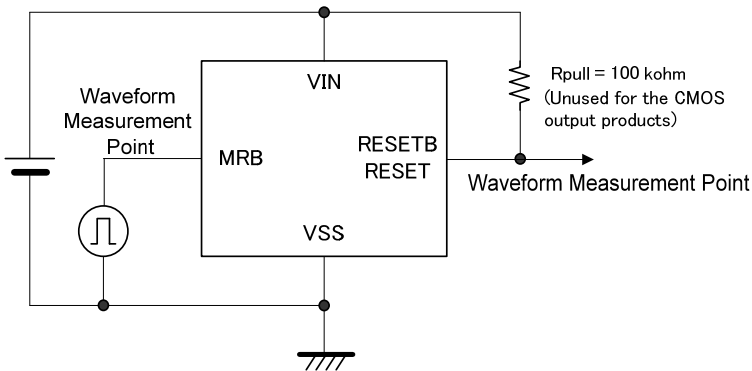 VIN
Rpull = 100 kohm
(Unused for the CMOS
output products)
Waveform
Measurement
Point
MRB
RESETB
RESET
Waveform Measurement Point
VSS